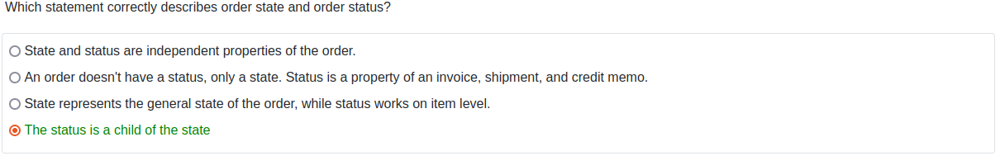 Which statement correctly describes order state and order status?
State and status are independent properties of the order.
An order doesn't have a status, only a state. Status is a property of an invoice, shipment, and credit memo.
State represents the general state of the order, while status works on item level.
The status is a child of the state